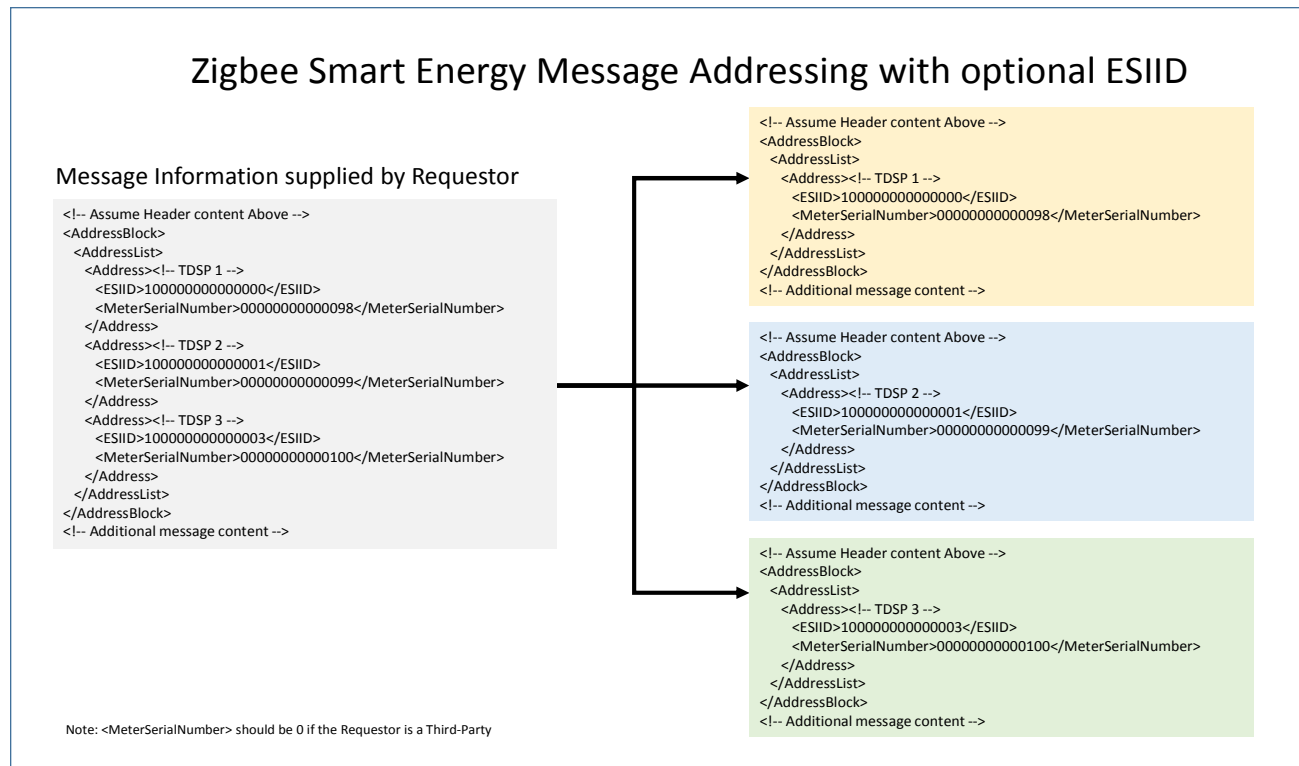 Zigbee Smart Energy Message Addressing with optional ESIID
Message Information supplied by Requestor
<!-- Assume Header content Above -->
<AddressBlock>
<AddressList>
<Address><!-- TDSP 1 -->
<ESIID>100000000000000</ESIID>
<MeterSerialNumber>00000000000098</MeterSerialNumber>
</Address>
<Address><!-- TDSP 2 -->
<ESIID>100000000000001</ESIID>
<MeterSerialNumber>00000000000099</MeterSerialNumber>
</Address>
<Address><!-- TDSP 3 -->
<ESIID>100000000000003</ESIID>
<MeterSerialNumber>00000000000100</MeterSerialNumber>
</Address>
</AddressList>
</AddressBlock>
<!-- Additional message content -->
<!-- Assume Header content Above -->
<AddressBlock>
<AddressList>
<Address><!-- TDSP 1 -->
<ESIID>100000000000000</ESIID>
<MeterSerialNumber>00000000000098</MeterSerialNumber>
</Address>
</AddressList>
</AddressBlock>
<!-- Additional message content -->
<!-- Assume Header content Above -->
<AddressBlock>
<AddressList>
<Address><!-- TDSP 2 -->
<ESIID>100000000000001</ESIID>
<MeterSerialNumber>00000000000099</MeterSerialNumber>
</Address>
</AddressList>
</AddressBlock>
<!-- Additional message content -->
<!-- Assume Header content Above -->
<AddressBlock>
<AddressList>
<Address><!-- TDSP 3 -->
<ESIID>100000000000003</ESIID>
<MeterSerialNumber>00000000000100</MeterSerialNumber>
</Address>
</AddressList>
</AddressBlock>
<!-- Additional message content -->
Note: <MeterSerialNumber> should be 0 if the Requestor is a Third-Party